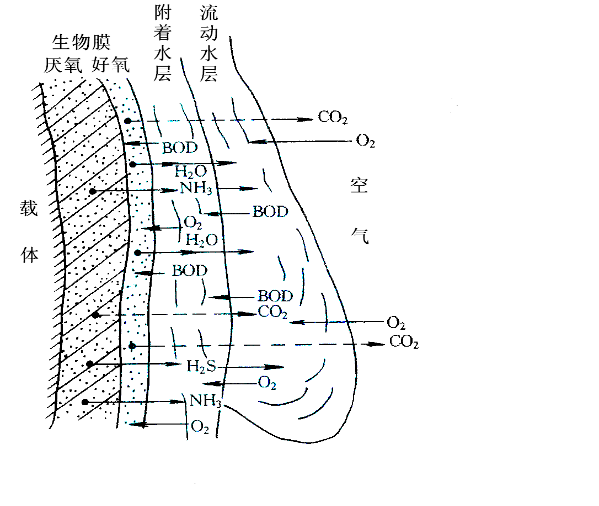 生物膜
厌氧 好氧
附着水层
流动水层
载体
空气
CO₂
O₂
BOD
H₂O
NH₃
BOD
O₂
H₂O
BOD
BOD
CO₂
O₂
CO₂
H₂S
O₂
NH₃
O₂